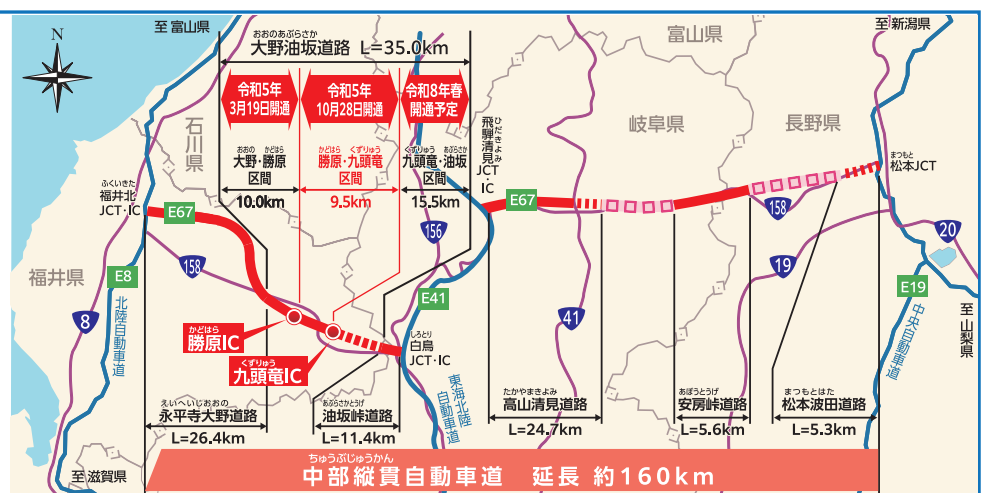 至 富山県
N
おおのあぶらさか
大野油坂道路 L=35.0km
富山県
至 新潟県
令和5年
3月19日開通
令和5年
10月28日開通
令和8年春
開通予定
石川県
ひだきよみ
飛騨清見
JCT
・
IC
岐阜県
長野県
おおの かどはら
大野・勝原
区間
10.0km
かどはら くずりゅう
勝原・九頭竜
区間
9.5km
くずりゅう あぶらさか
九頭竜・油坂
区間
15.5km
まつもと
松本JCT
ふくいきた
福井北
JCT・IC
E67
E67
158
156
20
福井県
158
E8
E41
19
E19
8
北陸自動車道
41
中央自動車道
至 山梨県
かどはら
勝原IC
くずりゅう
九頭竜IC
しろとり
白鳥
JCT・IC
東海北陸
自動車道
えいへいじおおの
永平寺大野道路
L=26.4km
あぶらさかとうげ
油坂峠道路
L=11.4km
たかやまきよみ
高山清見道路
L=24.7km
あぼうとうげ
安房峠道路
L=5.6km
まつもとはた
松本波田道路
L=5.3km
至 滋賀県
ちゅうぶじゅうかん
中部縦貫自動車道 延長 約160km